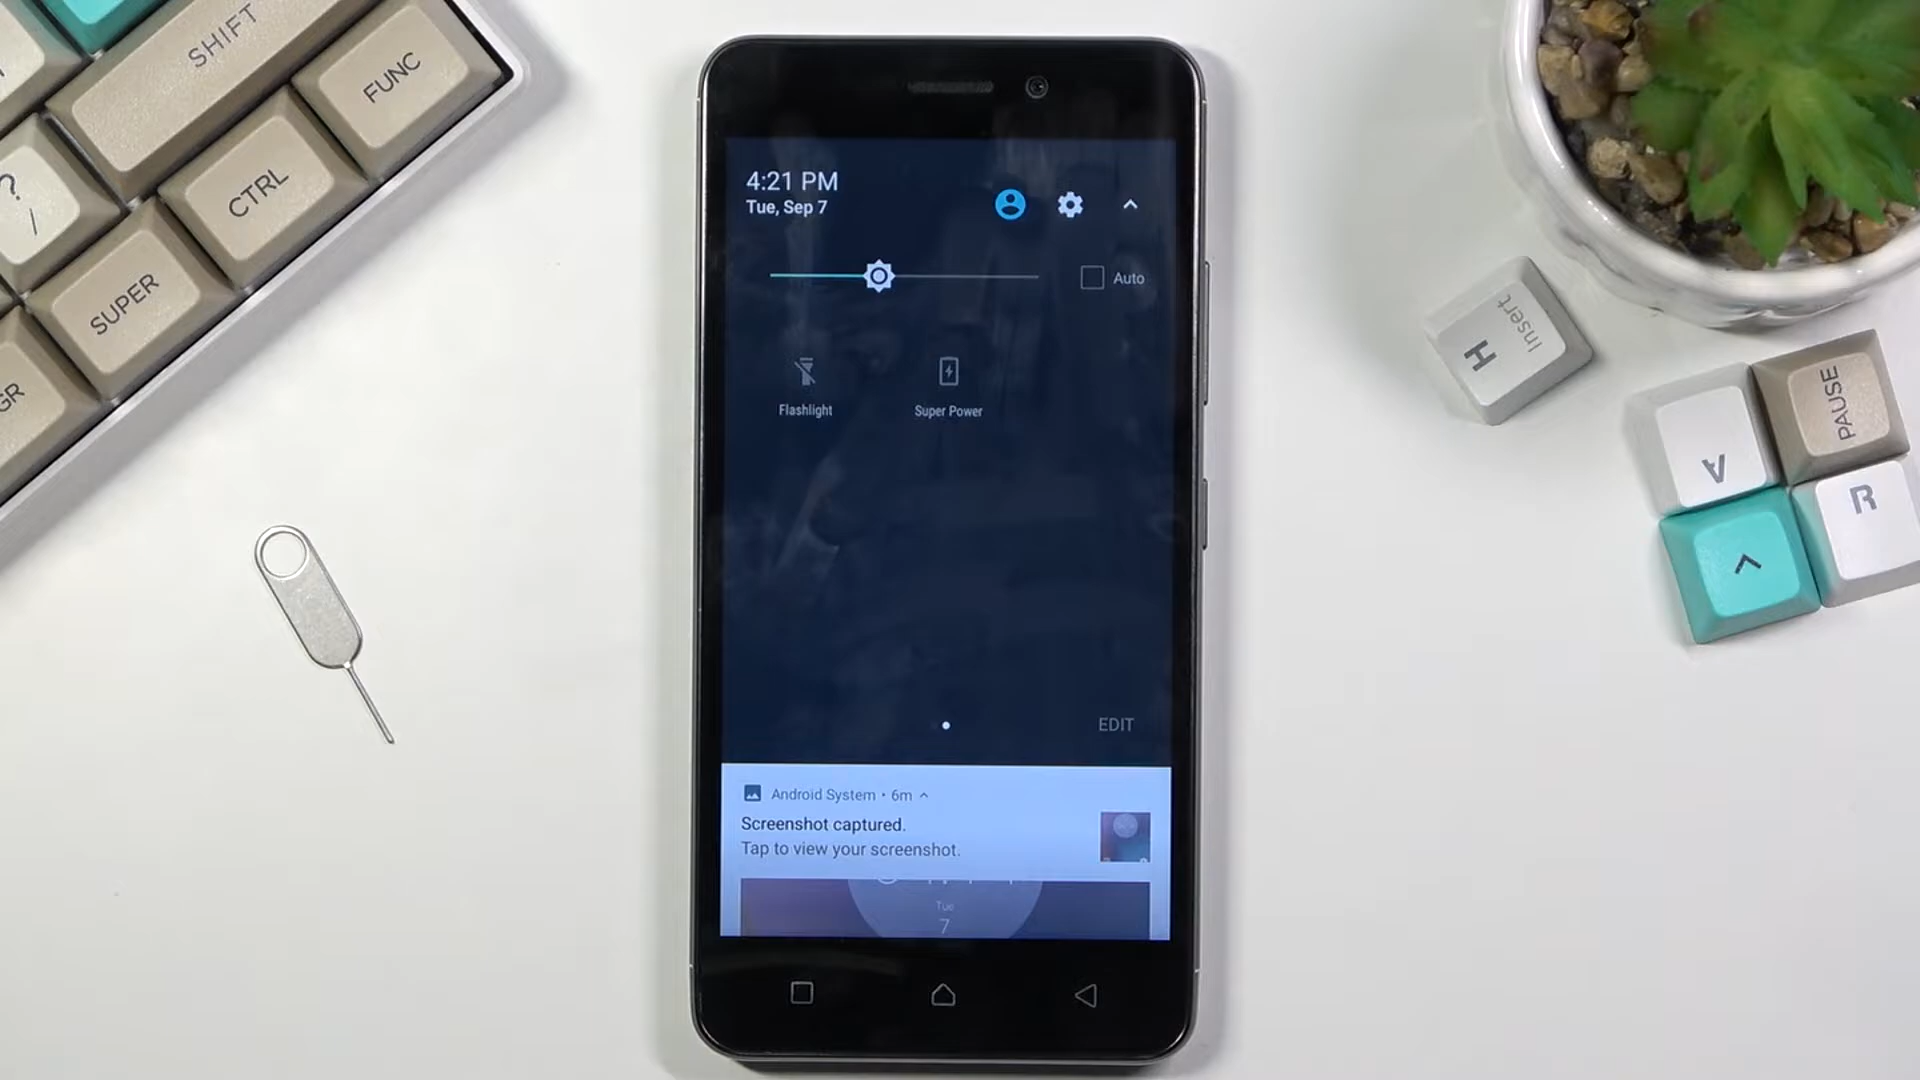 SHIFT
FUNC
?
/
CTRL
SUPER
GR
4:21 PM
Tue, Sep 7
Auto
Flashlight
Super Power
EDIT
Android System • 6m
Screenshot captured.
Tap to view your screenshot.
Tue
7
Insert
H
PAUSE
A
R